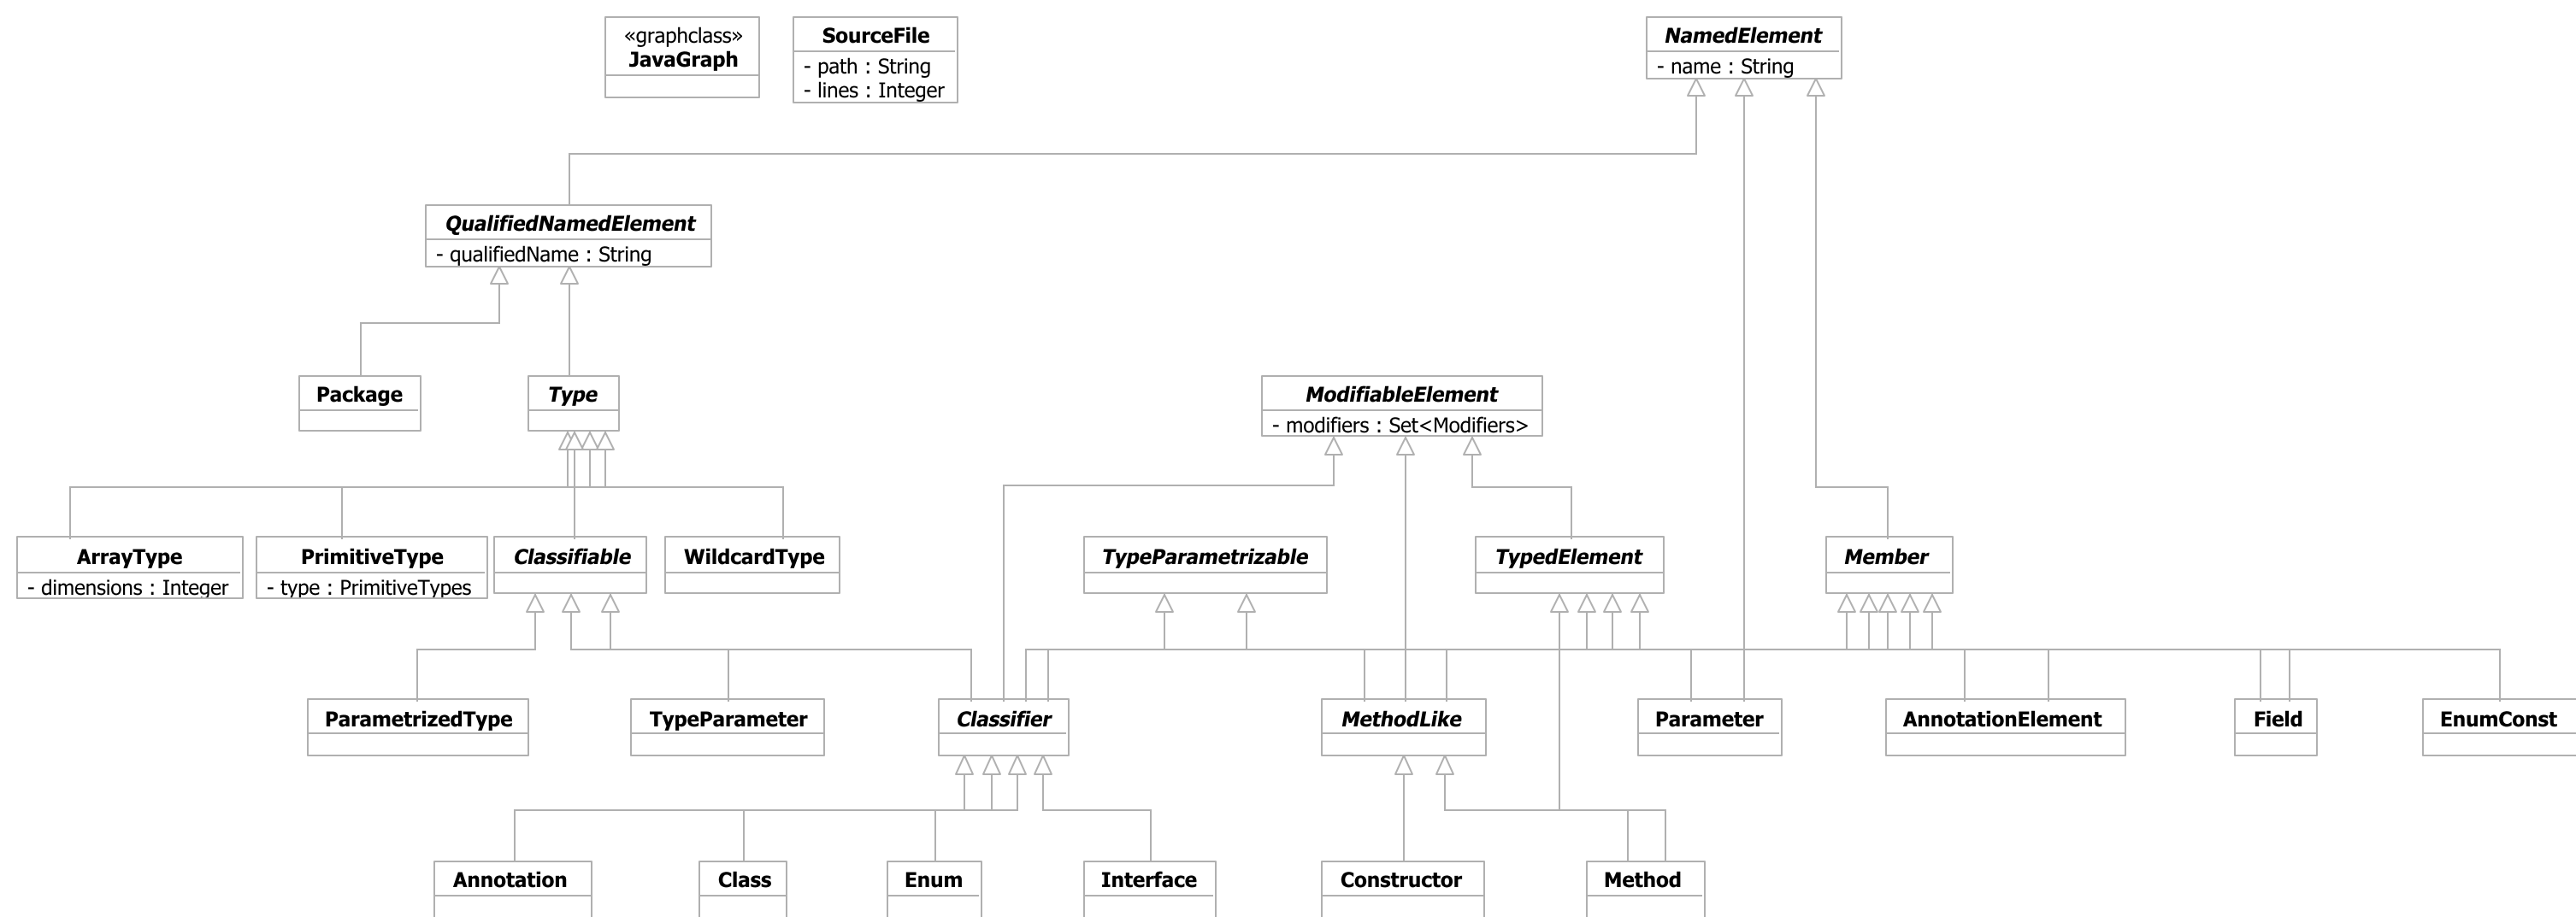 «graphclass»
JavaGraph
SourceFile
- path : String
- lines : Integer
NamedElement
- name : String
QualifiedNamedElement
- qualifiedName : String
Package
Type
ModifiableElement
- modifiers : Set<Modifiers>
ArrayType
- dimensions : Integer
PrimitiveType
- type : PrimitiveTypes
Classifiable
WildcardType
TypeParametrizable
TypedElement
Member
ParametrizedType
TypeParameter
Classifier
MethodLike
Parameter
AnnotationElement
Field
EnumConst
Annotation
Class
Enum
Interface
Constructor
Method